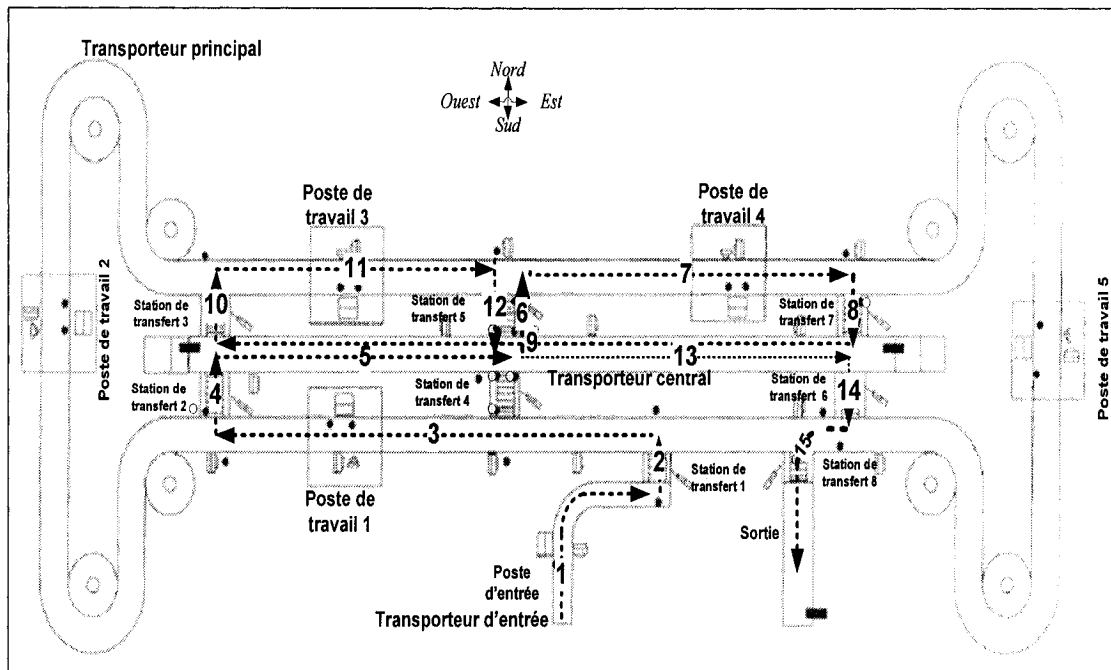 Transporteur principal
Nord
Ouest
Est
Sud
Poste de
travail 3
Poste de
travail 4
Poste de travail 2
Poste de travail 5
11
7
10
12
6
8
Station de
transfert 3
Station de
transfert 5
Station de
transfert 7
9
5
13
Transporteur central
4
Station de
transfert 2
Station de
transfert 4
Station de
transfert 6
14
3
15
2
Poste de
travail 1
Station de
transfert 1
Station de
transfert 8
Sortie
1
Poste
d'entrée
Transporteur d'entrée